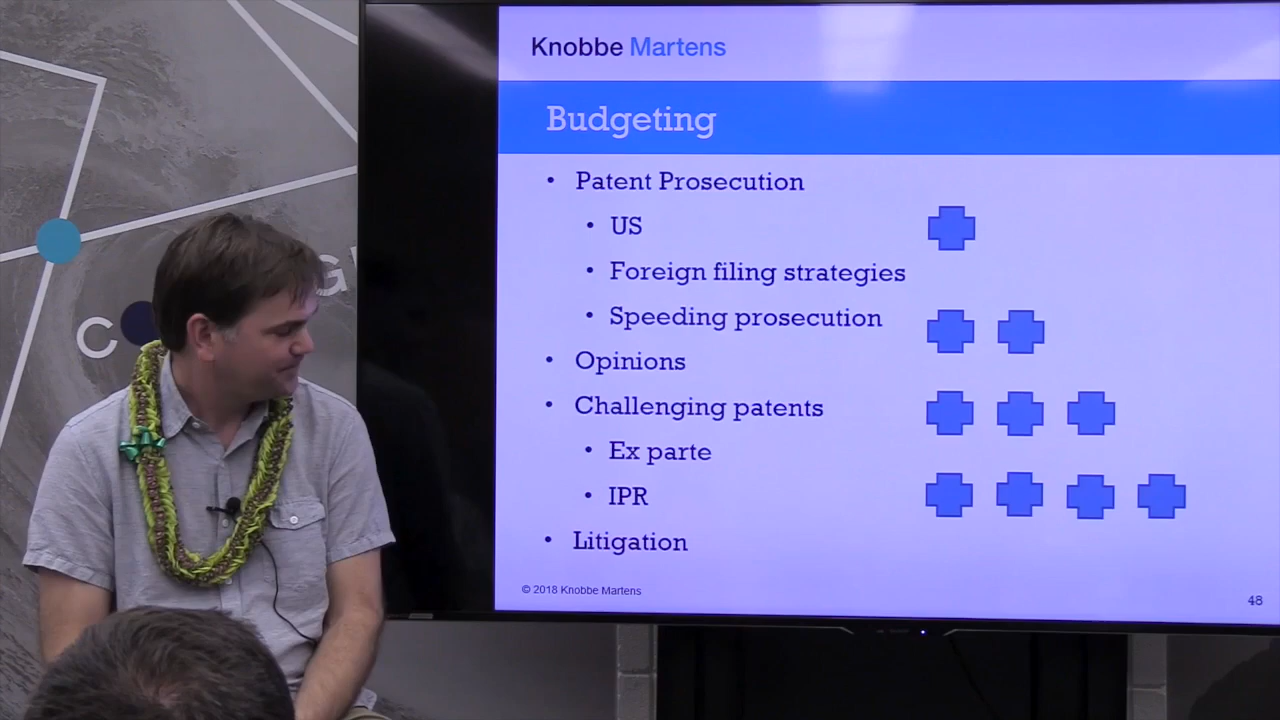 Knobbe Martens
Budgeting
• Patent Prosecution
• US
• Foreign filing strategies
• Speeding prosecution
• Opinions
• Challenging patents
• Ex parte
• IPR
• Litigation
© 2018 Knobbe Martens
48
C
G